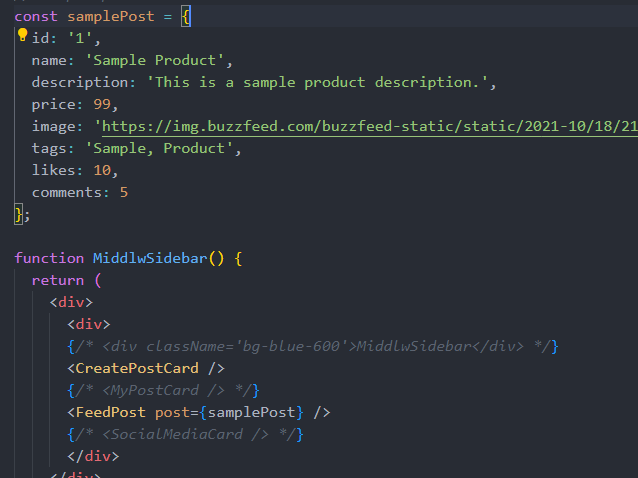 const samplePost = {
id: '1',
name: 'Sample Product',
description: 'This is a sample product description.',
price: 99,
image: 'https://img.buzzfeed.com/buzzfeed-static/static/2021-10/18/21
tags: 'Sample, Product',
likes: 10,
comments: 5
};
function MiddlwSidebar() {
return (
<div>
<div>
{/* <div className='bg-blue-600'>MiddlwSidebar</div> */}
<CreatePostCard />
{/* <MyPostCard /> */}
<FeedPost post={samplePost} />
{/* <SocialMediaCard /> */}
</div>
</div>